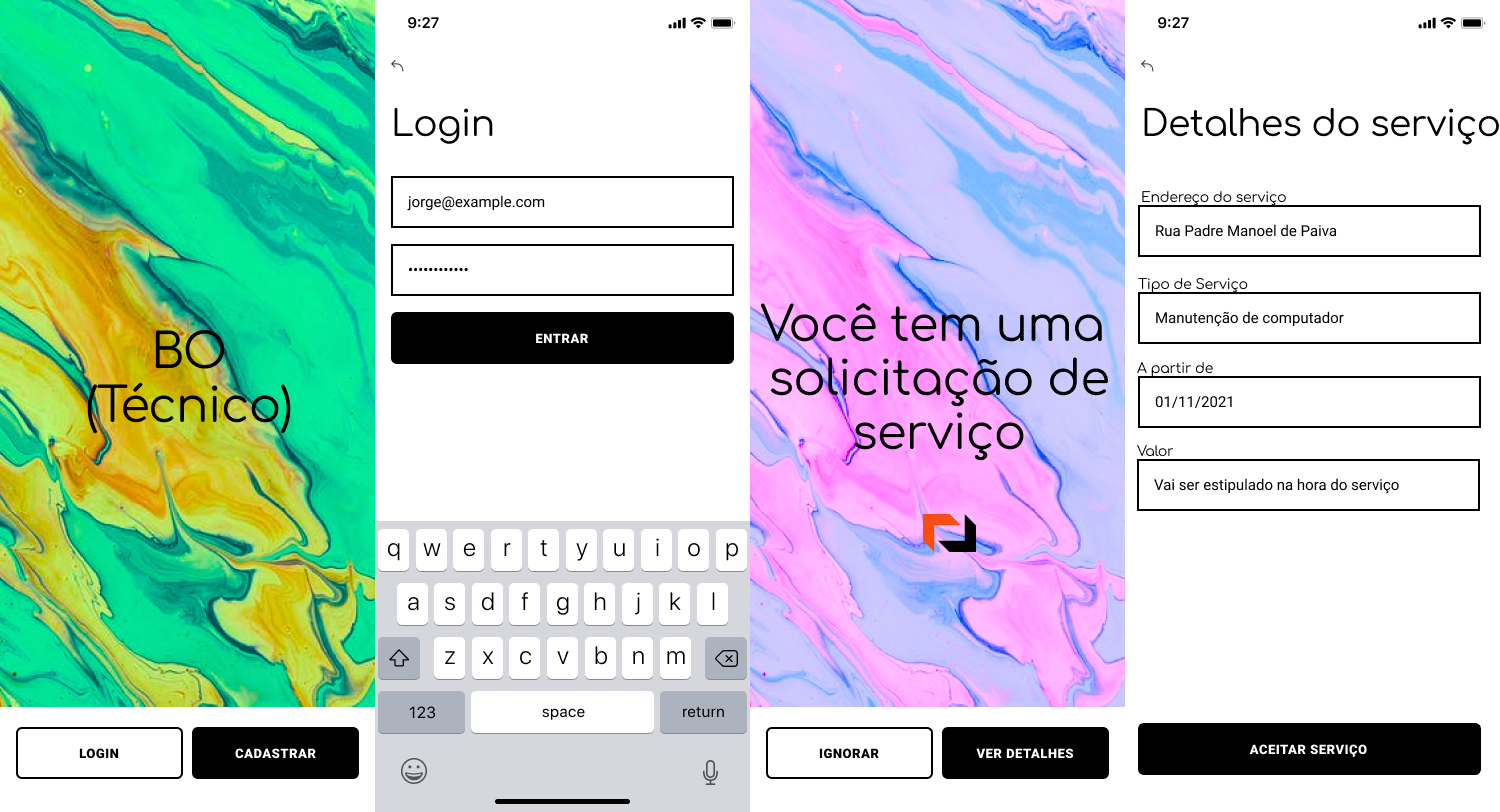 BO
(Técnico)
LOGIN
CADASTRAR
9:27
Login
jorge@example.com
••••••••••••
ENTRAR
q w e r t y u i o p
a s d f g h j k l
z x c v b n m
123 space return
Você tem uma
solicitação de
serviço
IGNORAR
VER DETALHES
9:27
Detalhes do serviço
Endereço do serviço
Rua Padre Manoel de Paiva
Tipo de Serviço
Manutenção de computador
A partir de
01/11/2021
Valor
Vai ser estipulado na hora do serviço
ACEITAR SERVIÇO